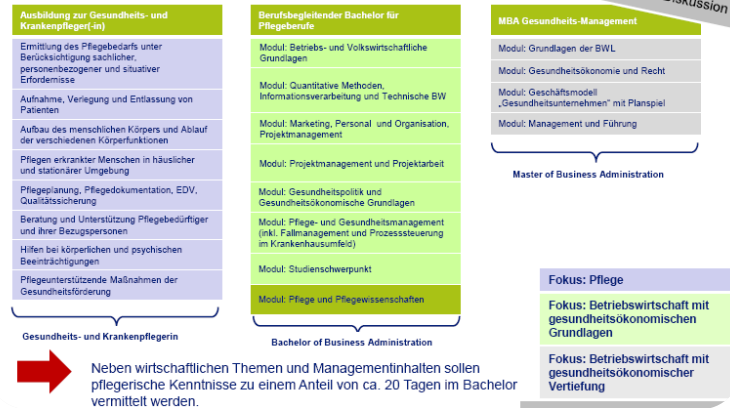 Ausbildung zur Gesundheits- und
Krankenpfleger(-in)
Ermittlung des Pflegebedarfs unter
Berücksichtigung sachlicher,
personenbezogener und situativer
Erfordernisse
Aufnahme, Verlegung und Entlassung von
Patienten
Aufbau des menschlichen Körpers und Ablauf
der verschiedenen Körperfunktionen
Pflegen erkrankter Menschen in häuslicher
und stationärer Umgebung
Pflegeplanung, Pflegedokumentation, EDV,
Qualitätssicherung
Beratung und Unterstützung Pflegebedürftiger
und ihrer Bezugspersonen
Hilfen bei körperlichen und psychischen
Beeinträchtigungen
Pflegeunterstützende Maßnahmen der
Gesundheitsförderung
Gesundheits- und Krankenpflegerin
Berufsbegleitender Bachelor für
Pflegeberufe
Modul: Betriebs- und Volkswirtschaftliche
Grundlagen
Modul: Quantitative Methoden,
Informationsverarbeitung und Technische BW
Modul: Marketing, Personal und Organisation,
Projektmanagement
Modul: Projektmanagement und Projektarbeit
Modul: Gesundheitspolitik und
Gesundheitsökonomische Grundlagen
Modul: Pflege- und Gesundheitsmanagement
(inkl. Fallmanagement und Prozesssteuerung
im Krankenhausumfeld)
Modul: Studienschwerpunkt
Modul: Pflege und Pflegewissenschaften
Bachelor of Business Administration
MBA Gesundheits-Management
Modul: Grundlagen der BWL
Modul: Gesundheitsökonomie und Recht
Modul: Geschäftsmodell
„Gesundheitsunternehmen" mit Planspiel
Modul: Management und Führung
Master of Business Administration
Fokus: Pflege
Fokus: Betriebswirtschaft mit
gesundheitsökonomischen
Grundlagen
Fokus: Betriebswirtschaft mit
gesundheitsökonomischer
Vertiefung
Neben wirtschaftlichen Themen und Managementinhalten sollen
pflegerische Kenntnisse zu einem Anteil von ca. 20 Tagen im Bachelor
vermittelt werden.